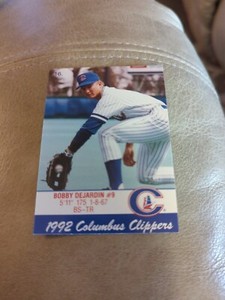 BOBBY DEJARDIN #9
5'11" 175 1-8-67
BS-TR
C
1992 Columbus Clippers